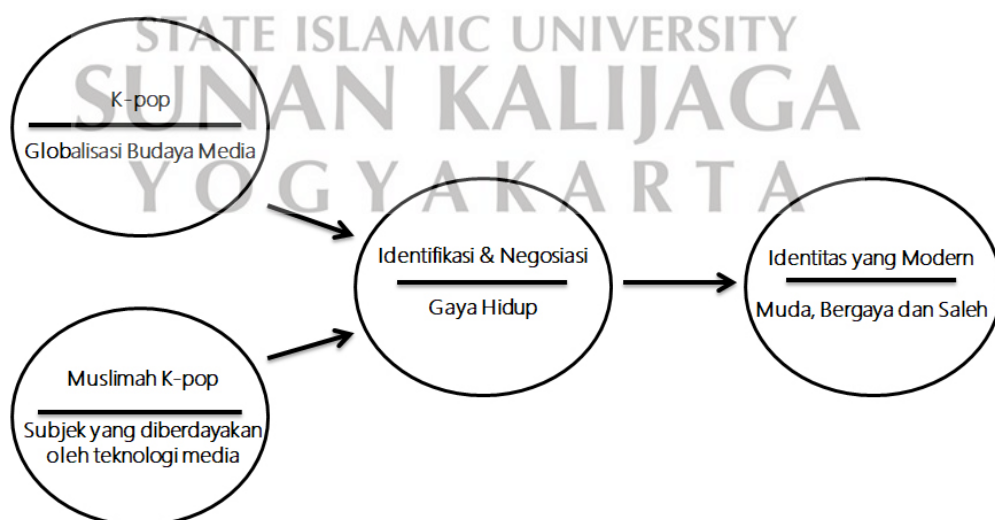 STATE ISLAMIC UNIVERSITY
SUNAN KALIJAGA
YOGYAKARTA
K-pop
Globalisasi Budaya Media
Muslimah K-pop
Subjek yang diberdayakan
oleh teknologi media
Identifikasi & Negosiasi
Gaya Hidup
Identitas yang Modern
Muda, Bergaya dan Saleh